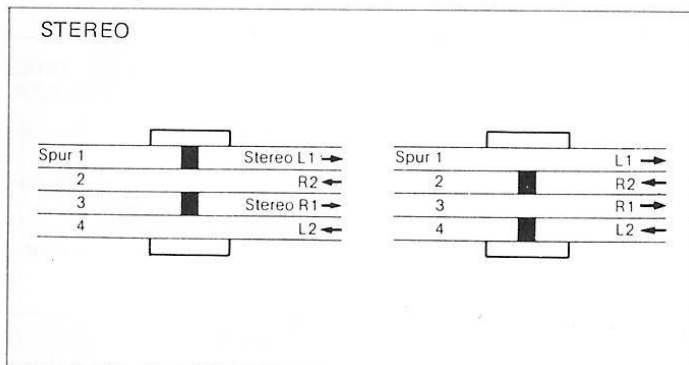 STEREO
Spur 1 Stereo L1 →
2 R2 ←
3 Stereo R1 →
4 L2 ←
Spur 1 L1 →
2 R2 ←
3 R1 →
4 L2 ←